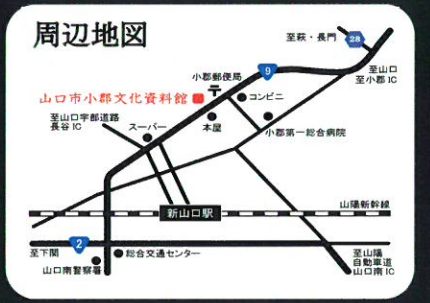 周辺地図
至萩・長門
28
9
小郡郵便局
至山口
至小郡IC
山口市小郡文化資料館
コンビニ
至山口宇部道路
長谷IC
スーパー
本屋
小郡第一総合病院
山陽新幹線
新山口駅
2
至下関
総合交通センター
山口南警察署
至山陽
自動車道
山口南IC